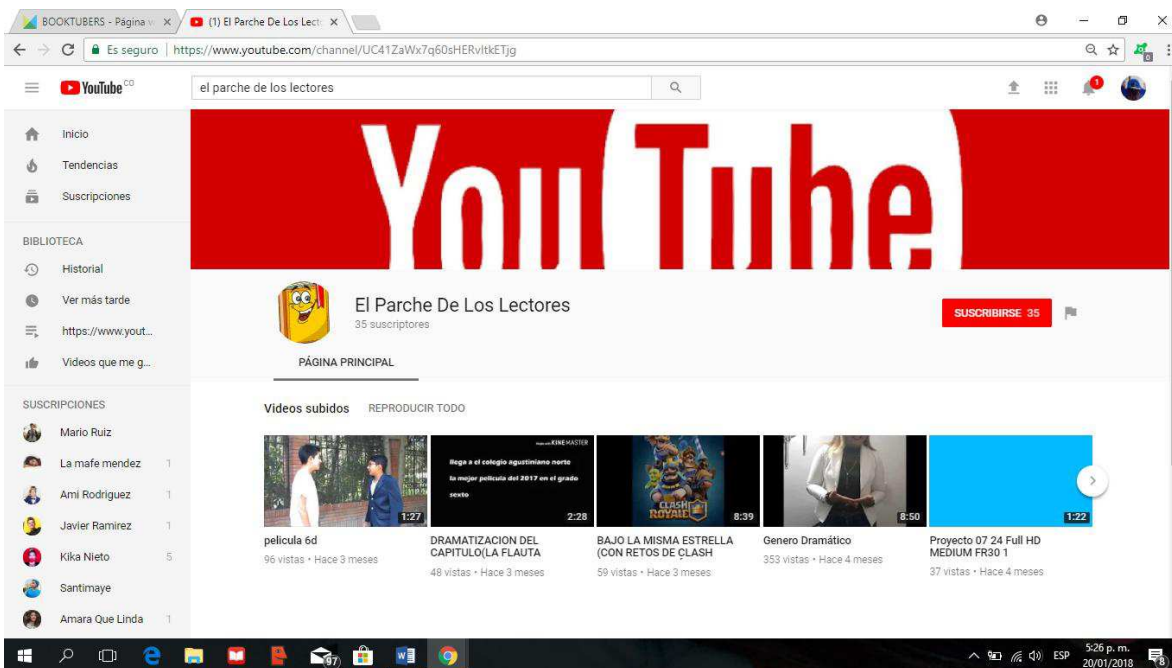 BOOKTUBERS - Página v
(1) El Parche De Los Lect
Es seguro | https://www.youtube.com/channel/UC41ZaWx7q60sHERvltkETjg
0
YouTube CO
el parche de los lectores
1
Inicio
Tendencias
Suscripciones
BIBLIOTECA
Historial
Ver más tarde
https://www.yout...
Videos que me g...
SUSCRIPCIONES
Mario Ruiz
La mafe mendez 1
Ami Rodriguez 1
Javier Ramirez 1
Kika Nieto 5
Santimaye
Amara Que Linda 1
You Tube
El Parche De Los Lectores
35 suscriptores
SUSCRIBIRSE 35
PÁGINA PRINCIPAL
Videos subidos REPRODUCIR TODO
1:27
pelicula 6d
96 vistas • Hace 3 meses
KINEMASTER
llega a el colegio agustiniano norte
la mejor pelicula del 2017 en el grado
sexto
2:28
DRAMATIZACION DEL
CAPITULO(LA FLAUTA
48 vistas • Hace 3 meses
CLASH
ROYALE
8:39
BAJO LA MISMA ESTRELLA
(CON RETOS DE CLASH
59 vistas • Hace 3 meses
8:50
Genero Dramático
353 vistas • Hace 4 meses
1:22
Proyecto 07 24 Full HD
MEDIUM FR30 1
37 vistas • Hace 4 meses
97
ESP
5:26 p. m.
20/01/2018